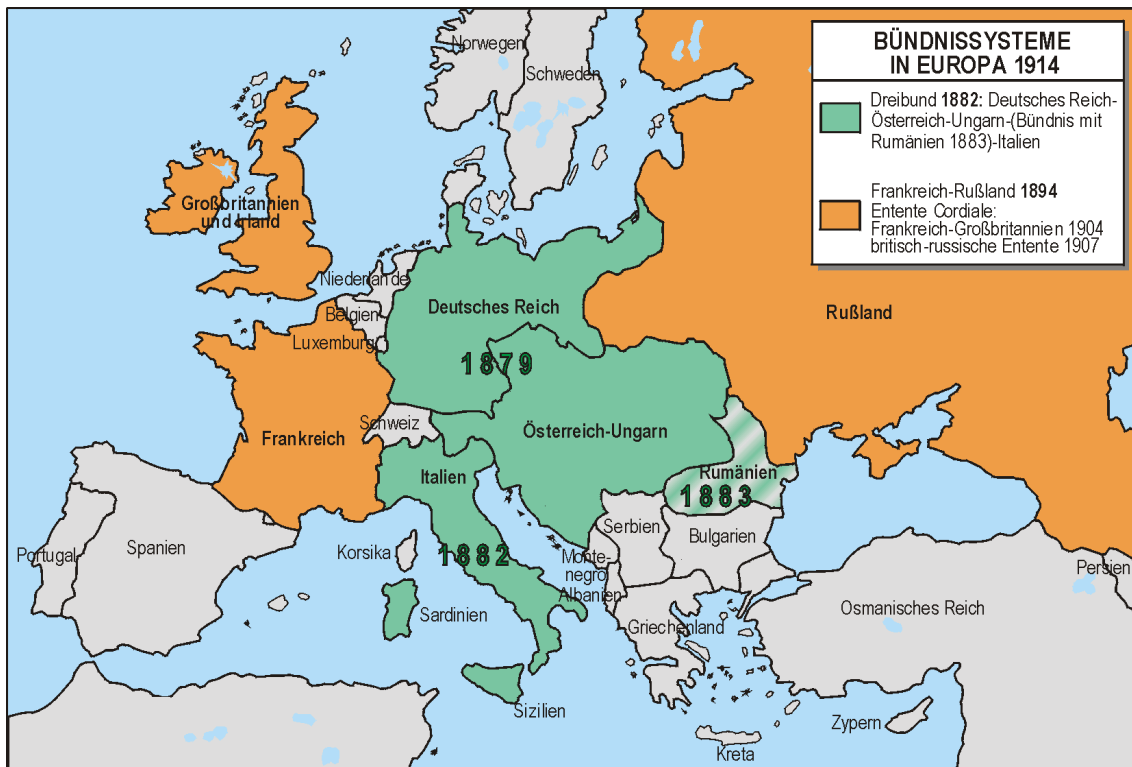 BÜNDNISSYSTEME
IN EUROPA 1914
Dreibund 1882: Deutsches Reich-
Österreich-Ungarn-(Bündnis mit
Rumänien 1883)-Italien
Frankreich-Rußland 1894
Entente Cordiale:
Frankreich-Großbritannien 1904
britisch-russische Entente 1907
Norwegen
Schweden
Großbritannien
und Irland
Niederlande
Belgien
Luxemburg
Deutsches Reich
1879
Rußland
Schweiz
Frankreich
Österreich-Ungarn
Italien
Rumänien
1883
Serbien
Bulgarien
Portugal
Spanien
Korsika
1882
Monte-
negro
Albanien
Persien
Sardinien
Osmanisches Reich
Griechenland
Sizilien
Zypern
Kreta